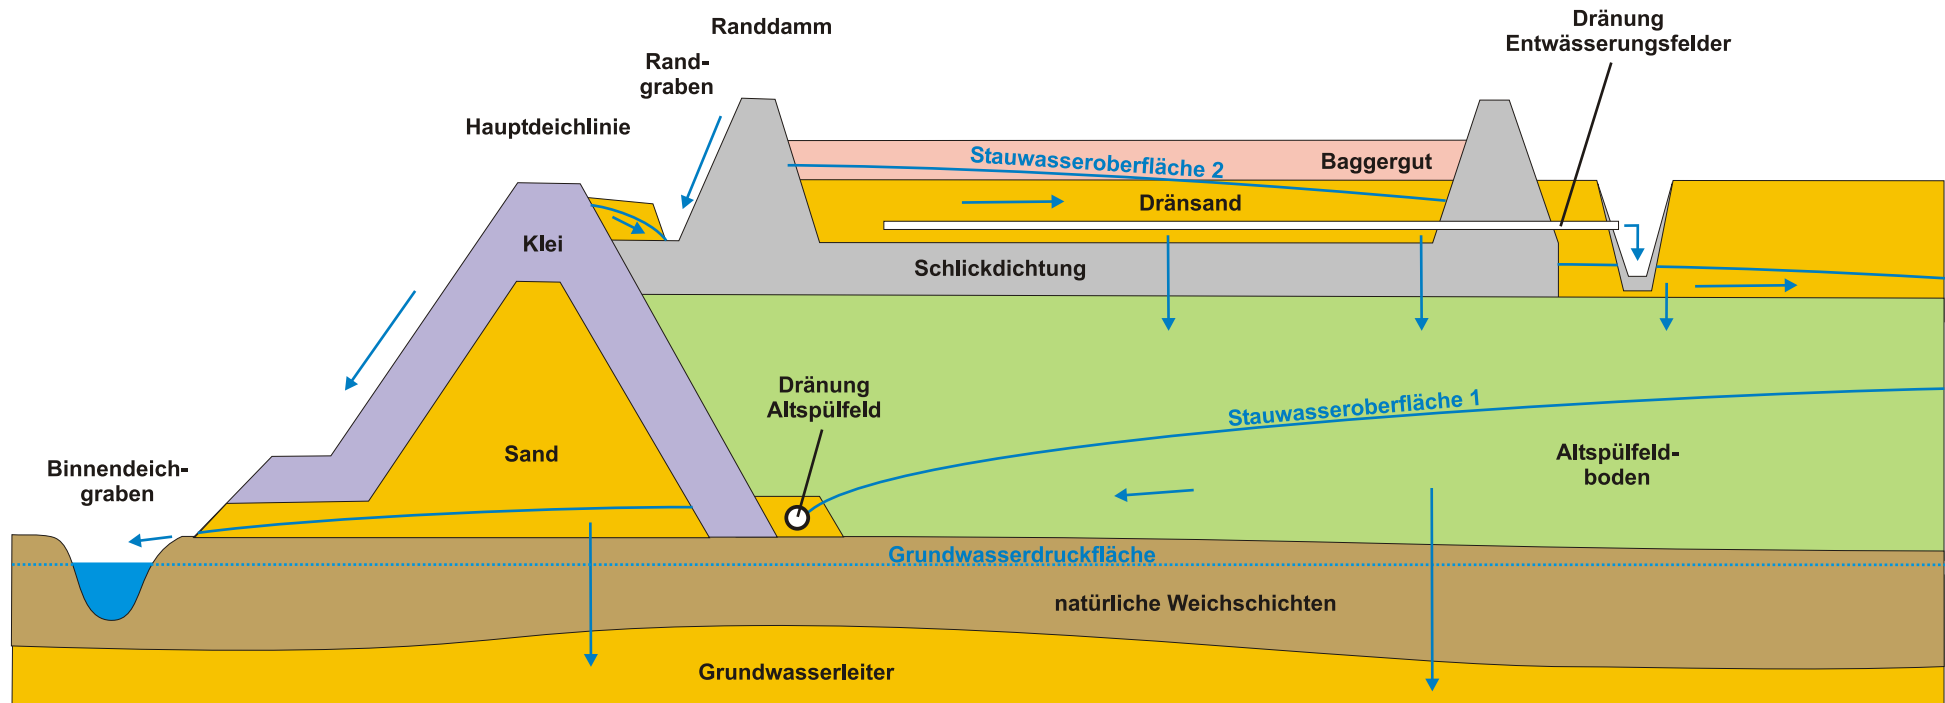 Randdamm
Rand-
graben
Hauptdeichlinie
Dränung
Entwässerungsfelder
Stauwasseroberfläche 2
Baggergut
Dränsand
Klei
Schlickdichtung
Dränung
Altspülfeld
Stauwasseroberfläche 1
Sand
Altspülfeld-
boden
Binnendeich-
graben
Grundwasserdruckfläche
natürliche Weichschichten
Grundwasserleiter